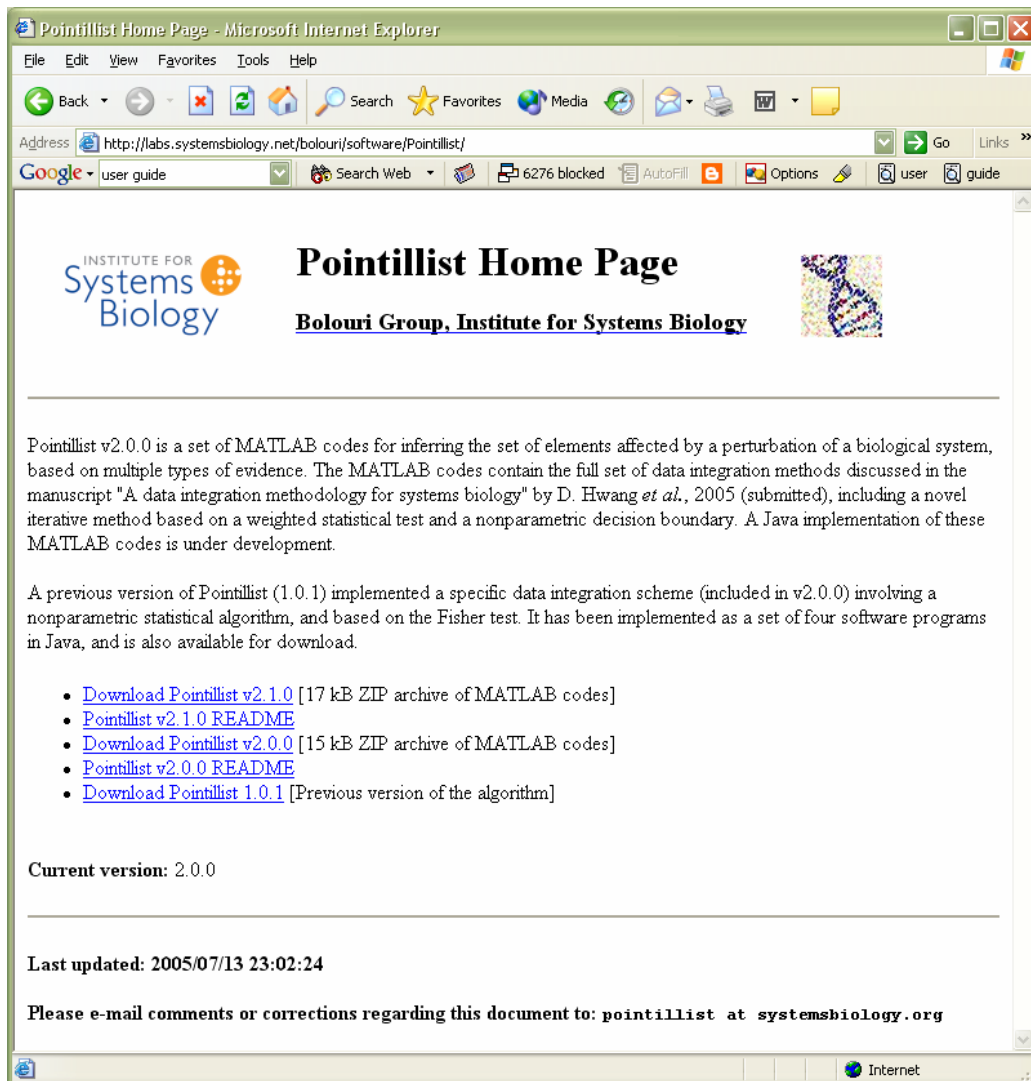 Pointillist Home Page - Microsoft Internet Explorer
File Edit View Favorites Tools Help
Back Search Favorites Media
Address http://labs.systemsbiology.net/bolouri/software/Pointillist/ Go Links »
Google user guide Search Web 6276 blocked AutoFill Options user guide
INSTITUTE FOR
Systems
Biology
Pointillist Home Page
Bolouri Group, Institute for Systems Biology
Pointillist v2.0.0 is a set of MATLAB codes for inferring the set of elements affected by a perturbation of a biological system,
based on multiple types of evidence. The MATLAB codes contain the full set of data integration methods discussed in the
manuscript "A data integration methodology for systems biology" by D. Hwang et al., 2005 (submitted), including a novel
iterative method based on a weighted statistical test and a nonparametric decision boundary. A Java implementation of these
MATLAB codes is under development.
A previous version of Pointillist (1.0.1) implemented a specific data integration scheme (included in v2.0.0) involving a
nonparametric statistical algorithm, and based on the Fisher test. It has been implemented as a set of four software programs
in Java, and is also available for download.
• Download Pointillist v2.1.0 [17 kB ZIP archive of MATLAB codes]
• Pointillist v2.1.0 README
• Download Pointillist v2.0.0 [15 kB ZIP archive of MATLAB codes]
• Pointillist v2.0.0 README
• Download Pointillist 1.0.1 [Previous version of the algorithm]
Current version: 2.0.0
Last updated: 2005/07/13 23:02:24
Please e-mail comments or corrections regarding this document to: pointillist at systemsbiology.org
Internet